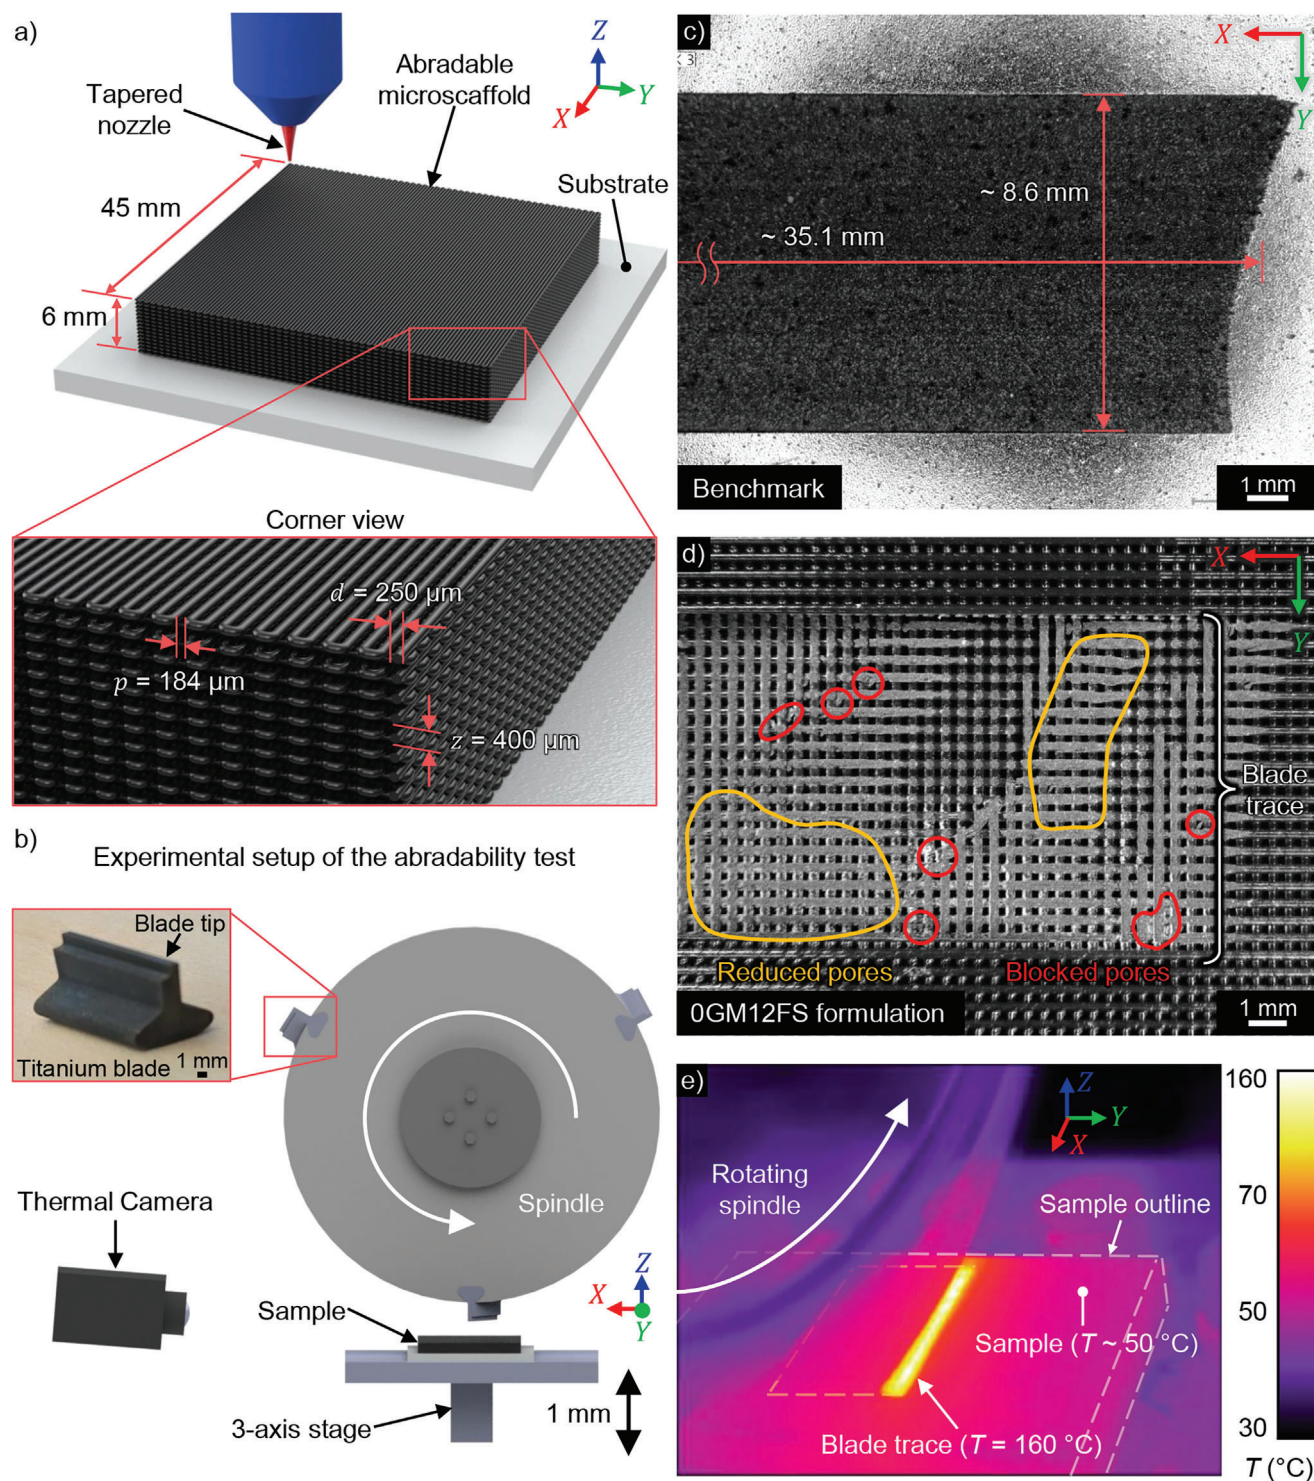 a)
Tapered
nozzle
Abradable
microscaffold
Z
Y
X
Substrate
45 mm
6 mm
Corner view
d = 250 µm
p = 184 µm
z = 400 µm
b)
Experimental setup of the abradability test
Blade tip
Titanium blade
1 mm
Spindle
Thermal Camera
Sample
3-axis stage
Z
X
Y
1 mm
c)
K 3
X
Y
~ 8.6 mm
~ 35.1 mm
Benchmark
1 mm
d)
X
Y
Blade
trace
Reduced pores
Blocked pores
0GM12FS formulation
1 mm
e)
Z
Y
X
Rotating
spindle
Sample outline
Sample (T ~ 50 °C)
Blade trace (T = 160 °C)
160
70
50
30
T (°C)